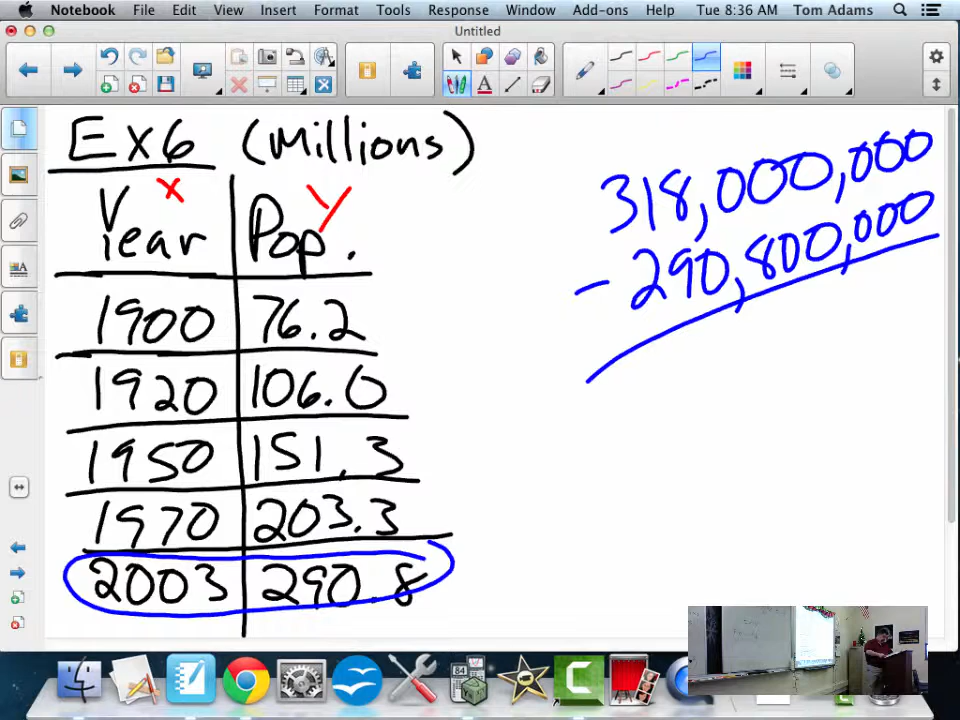 Notebook File Edit View Insert Format Tools Response Window Add-ons Help Tue 8:36 AM Tom Adams
Untitled
Ex6 (Millions)
x y
Year Pop.
1900 76.2
1920 106.0
1950 151.3
1970 203.3
2003 290.8
318,000,000
- 290,800,000